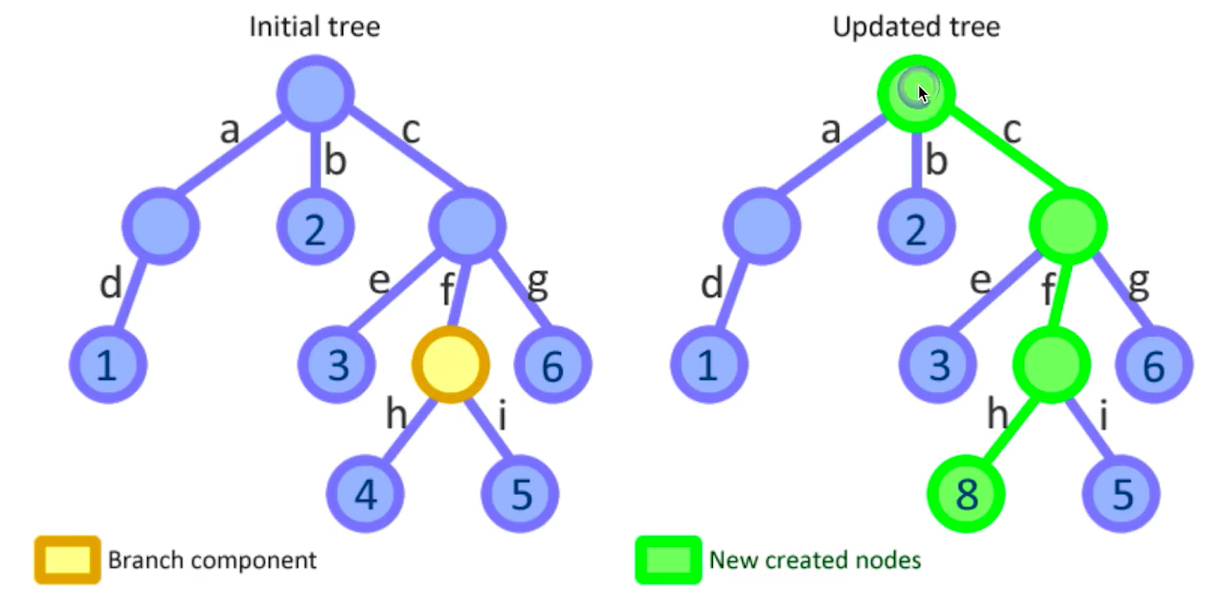 Initial tree
Updated tree
a
b
c
2
d
e
f
g
1
3
6
h
i
4
5
Branch component
a
b
c
2
d
e
f
g
1
3
6
h
i
8
5
New created nodes